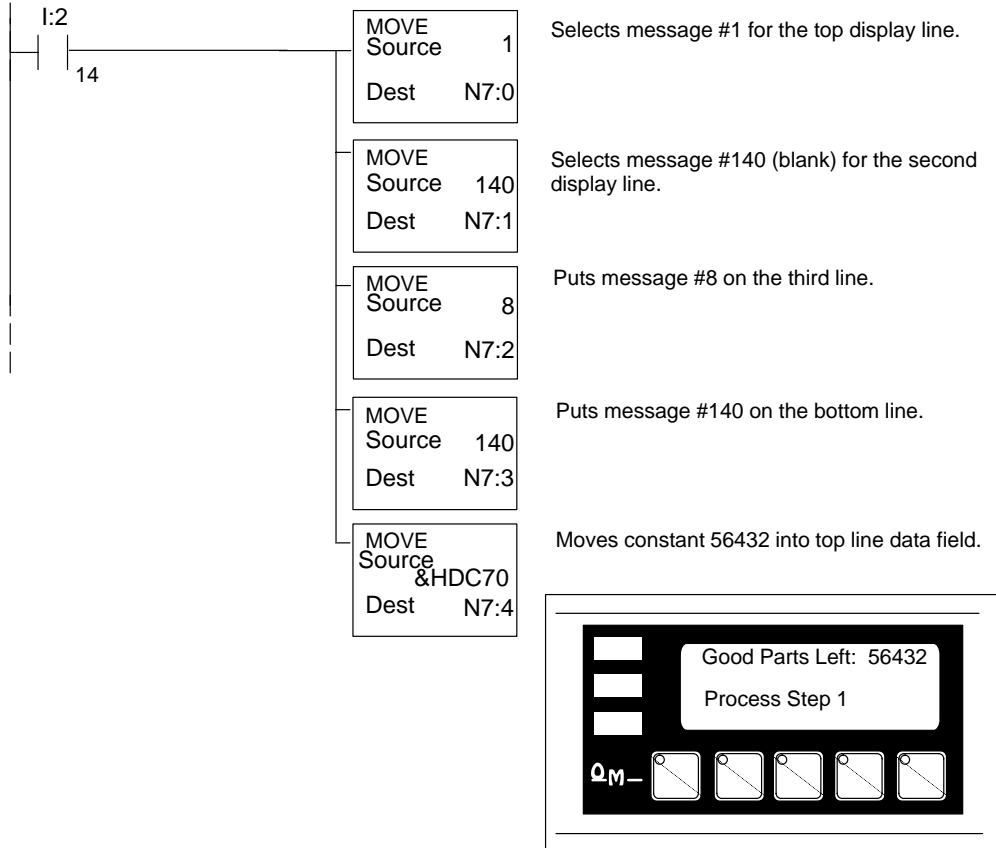 I:2
14
MOVE
Source 1
Dest N7:0
Selects message #1 for the top display line.
MOVE
Source 140
Dest N7:1
Selects message #140 (blank) for the second
display line.
MOVE
Source 8
Dest N7:2
Puts message #8 on the third line.
MOVE
Source 140
Dest N7:3
Puts message #140 on the bottom line.
MOVE
Source
&HDC70
Dest N7:4
Moves constant 56432 into top line data field.
Good Parts Left: 56432
Process Step 1